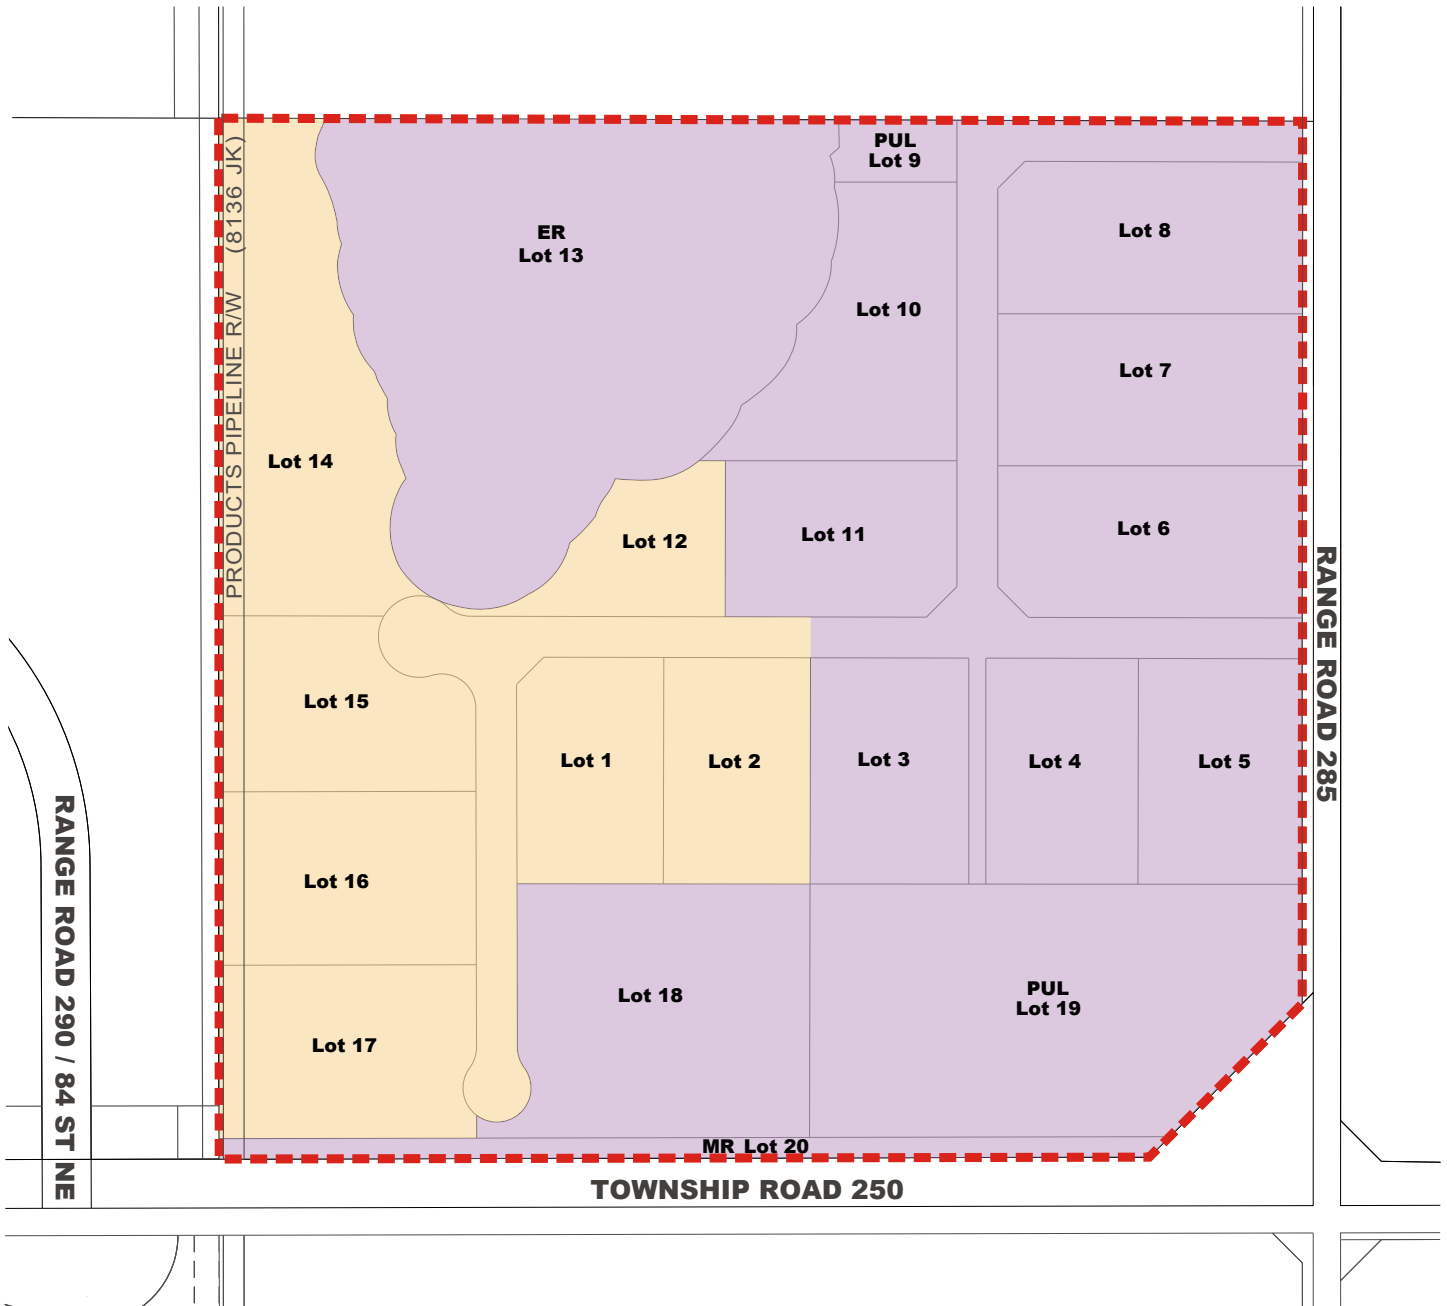 PUL
Lot 9
ER
Lot 13
Lot 8
Lot 10
Lot 7
Lot 14
Lot 12
Lot 11
Lot 6
PRODUCTS PIPELINE R/W (8136 JK)
RANGE ROAD 285
Lot 15
Lot 1
Lot 2
Lot 3
Lot 4
Lot 5
Lot 16
Lot 18
PUL
Lot 19
Lot 17
RANGE ROAD 290 / 84 ST NE
MR Lot 20
TOWNSHIP ROAD 250